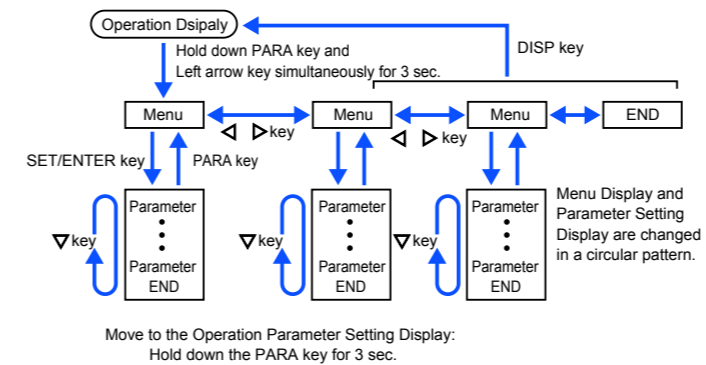 Operation Dsipaly
Hold down PARA key and
Left arrow key simultaneously for 3 sec.
DISP key
Menu
key
Menu
key
Menu
END
SET/ENTER key
PARA key
key
Parameter
Parameter
END
key
Parameter
Parameter
END
key
Parameter
Parameter
END
Menu Display and
Parameter Setting
Display are changed
in a circular pattern.
Move to the Operation Parameter Setting Display:
Hold down the PARA key for 3 sec.